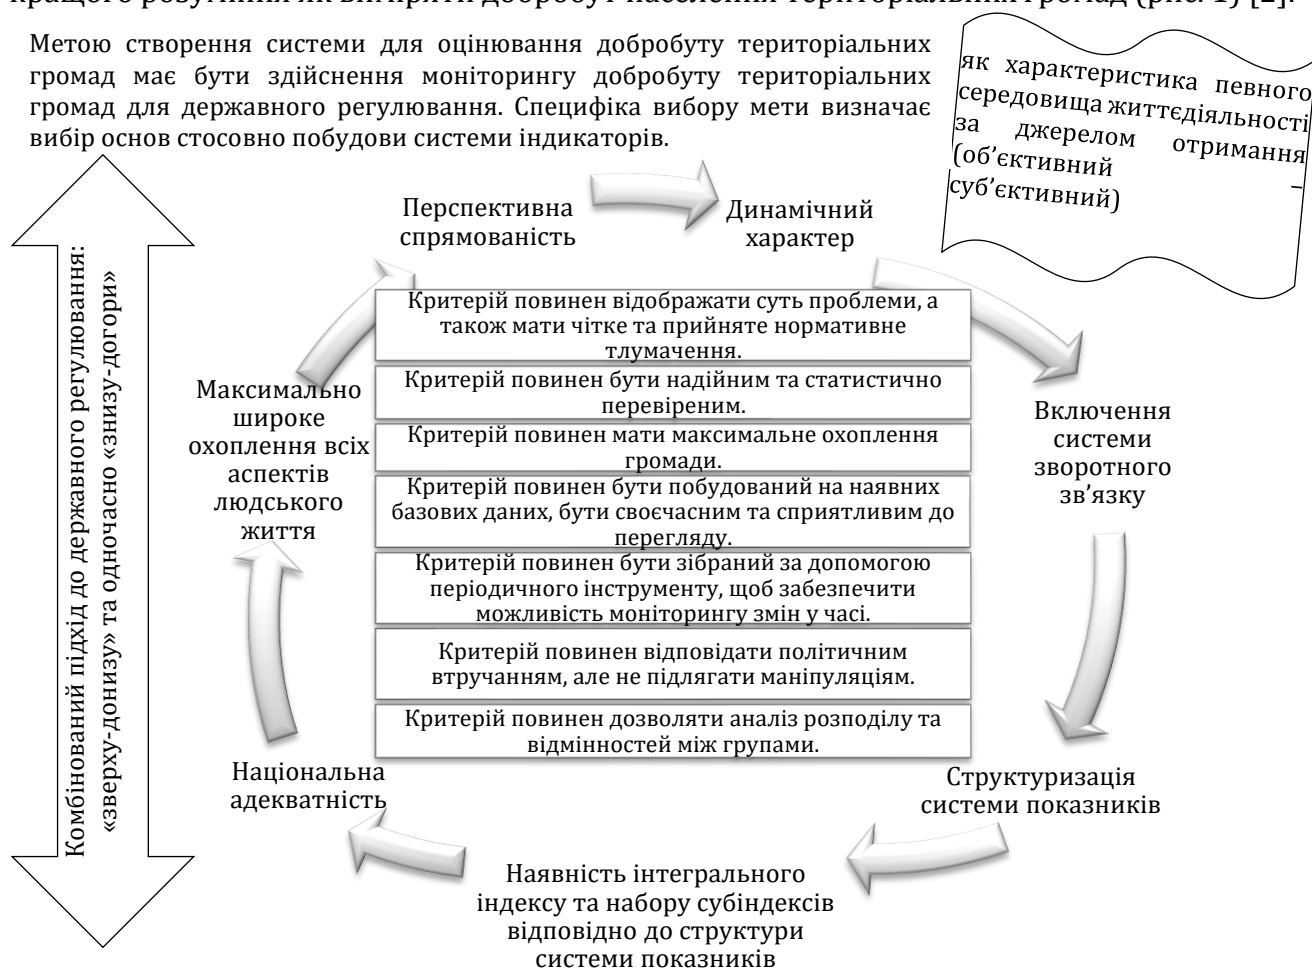 кращого розуміння як виміряти добробут населення територіальних громад (рис. 1) [2].
Метою створення системи для оцінювання добробуту територіальних
громад має бути здійснення моніторингу добробуту територіальних
громад для державного регулювання. Специфіка вибору мети визначає
вибір основ стосовно побудови системи індикаторів.
як характеристика певного
середовища життєдіяльності
за джерелом отримання
(об’єктивний –
суб’єктивний)
Комбінований підхід до державного регулювання:
«зверху-донизу» та одночасно «знизу-догори»
Перспективна
спрямованість
Динамічний
характер
Включення
системи
зворотного
зв’язку
Структуризація
системи показників
Наявність інтегрального
індексу та набору субіндексів
відповідно до структури
системи показників
Національна
адекватність
Максимально
широке
охоплення всіх
аспектів
людського
життя
Критерій повинен відображати суть проблеми, а
також мати чітке та прийняте нормативне
тлумачення.
Критерій повинен бути надійним та статистично
перевіреним.
Критерій повинен мати максимальне охоплення
громади.
Критерій повинен бути побудований на наявних
базових даних, бути своєчасним та сприятливим до
перегляду.
Критерій повинен бути зібраний за допомогою
періодичного інструменту, щоб забезпечити
можливість моніторингу змін у часі.
Критерій повинен відповідати політичним
втручанням, але не підлягати маніпуляціям.
Критерій повинен дозволяти аналіз розподілу та
відмінностей між групами.